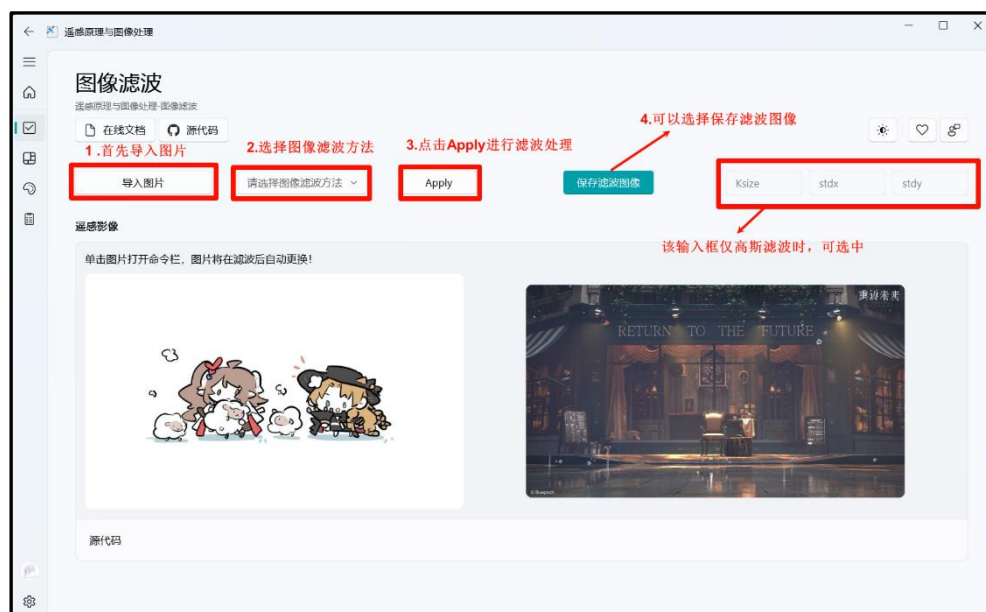 遥感原理与图像处理
图像滤波
遥感原理与图像处理-图像滤波
在线文档
源代码
1 .首先导入图片
2.选择图像滤波方法
3.点击Apply进行滤波处理
4.可以选择保存滤波图像
导入图片
请选择图像滤波方法
Apply
保存滤波图像
Ksize
stdx
stdy
该输入框仅高斯滤波时，可选中
遥感影像
单击图片打开命令栏，图片将在滤波后自动更换！
重返未来
RETURN TO THE FUTURE
© Bluepoch
源代码